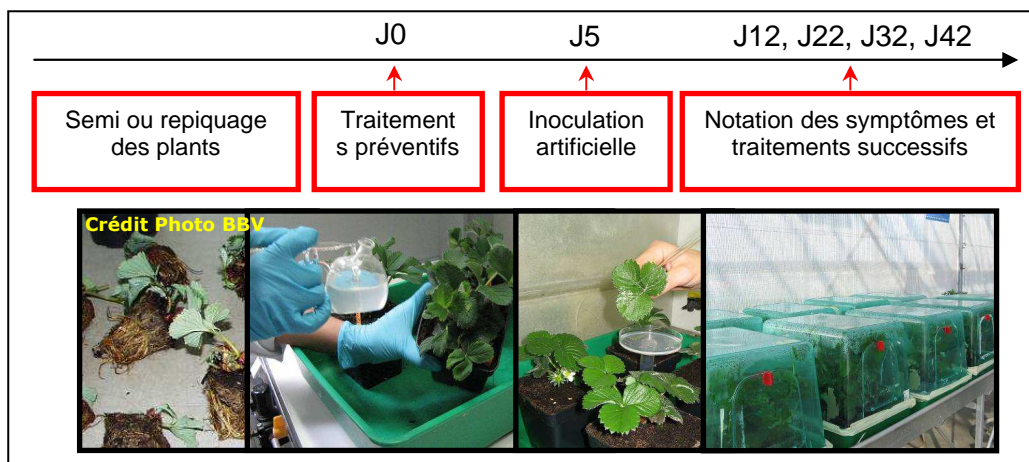 J0
J5
J12, J22, J32, J42
Semi ou repiquage
des plants
Traitement
s préventifs
Inoculation
artificielle
Notation des symptômes et
traitements successifs
Crédit Photo BBV